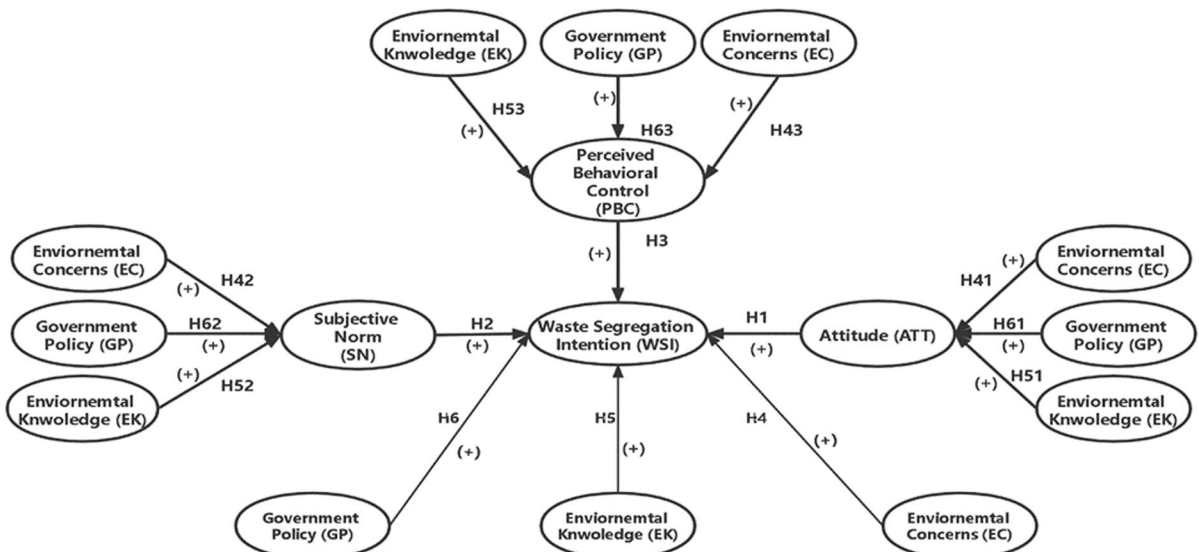 Enviornemtal
Knwoledge (EK)
Government
Policy (GP)
Enviornemtal
Concerns (EC)
H53
(+)
(+)
H63
(+)
H43
Perceived
Behavioral
Control
(PBC)
H3
(+)
Enviornemtal
Concerns (EC)
H42
(+)
Government
Policy (GP)
H62
(+)
Enviornemtal
Knwoledge (EK)
(+)
H52
Subjective
Norm
(SN)
H2
(+)
Waste Segregation
Intention (WSI)
H1
(+)
Attitude (ATT)
H41
(+)
Enviornemtal
Concerns (EC)
H61
(+)
Government
Policy (GP)
H51
(+)
Enviornemtal
Knwoledge (EK)
H6
(+)
H5
(+)
H4
(+)
Government
Policy (GP)
Enviornemtal
Knwoledge (EK)
Enviornemtal
Concerns (EC)